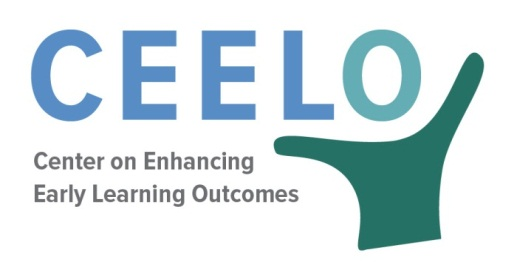 CEELO
Center on Enhancing
Early Learning Outcomes